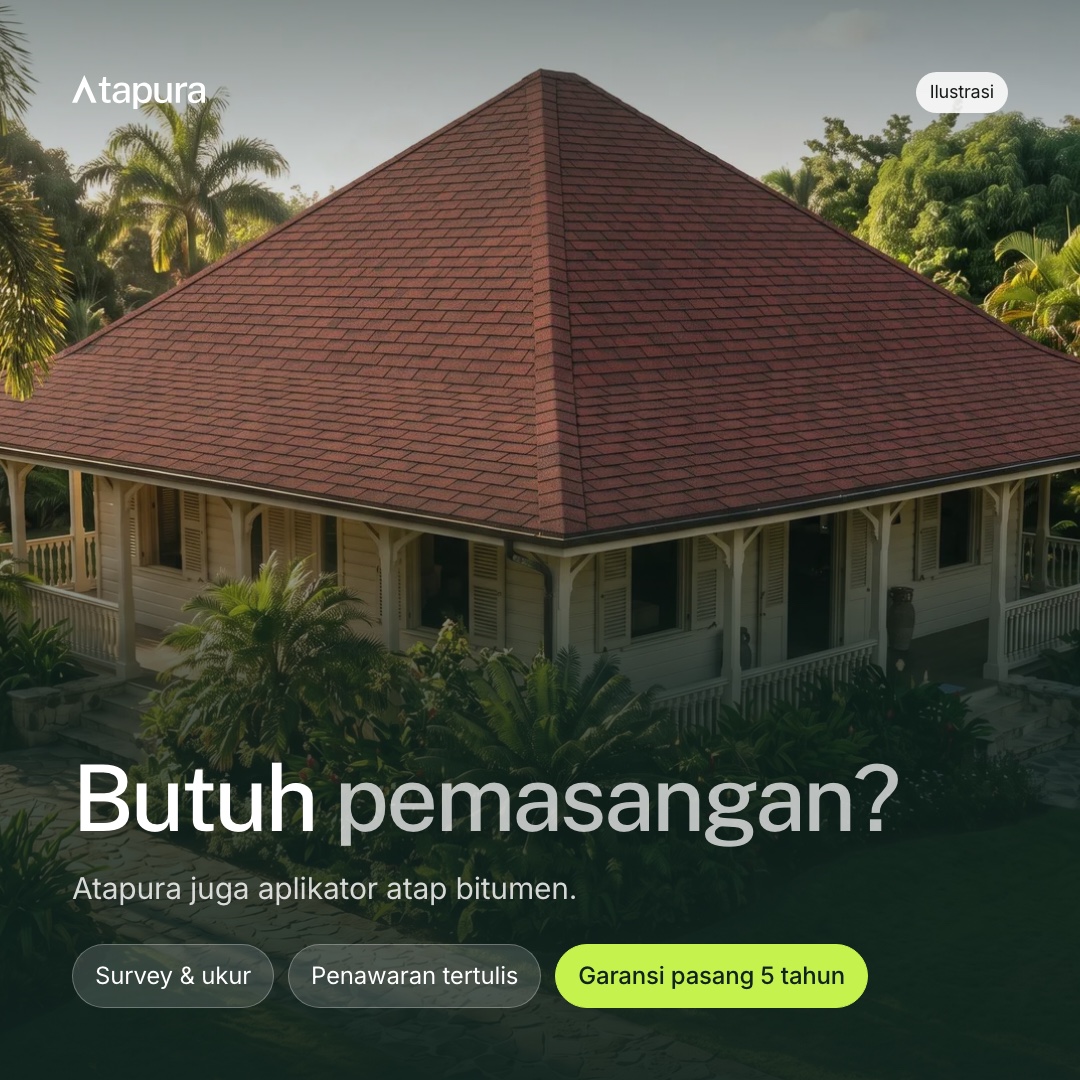 Atapura
Ilustrasi
Butuh pemasangan?
Atapura juga aplikator atap bitumen.
Survey & ukur
Penawaran tertulis
Garansi pasang 5 tahun